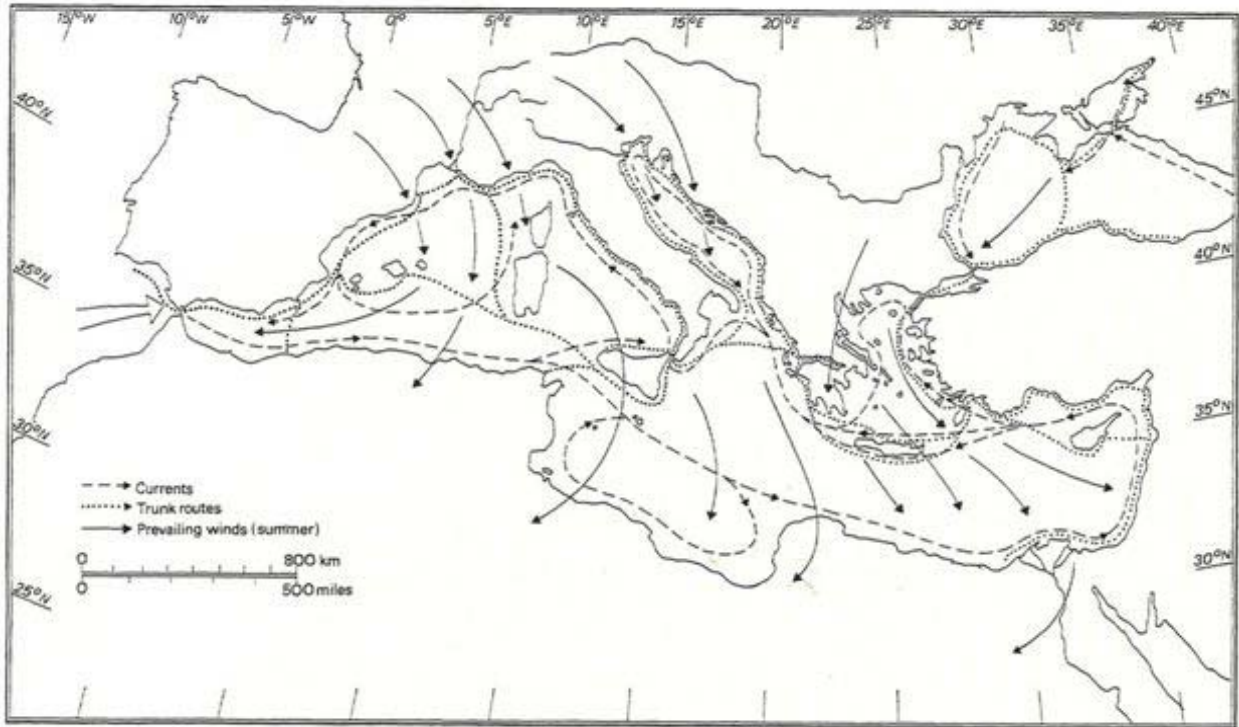 15°W 10°W 5°W 0° 5°E 10°E 15°E 20°E 25°E 30°E 35°E 40°E
40°N
45°N
35°N
40°N
30°N
35°N
25°N
30°N
Currents
Trunk routes
Prevailing winds (summer)
0 800 km
0 500 miles